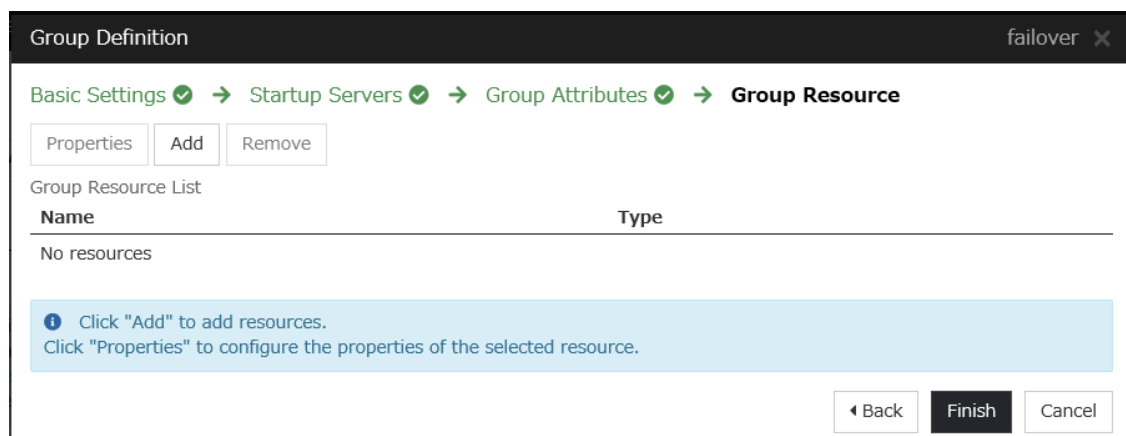 Group Definition failover
Basic Settings → Startup Servers → Group Attributes → Group Resource
Properties Add Remove
Group Resource List
Name Type
No resources
Click "Add" to add resources.
Click "Properties" to configure the properties of the selected resource.
Back Finish Cancel